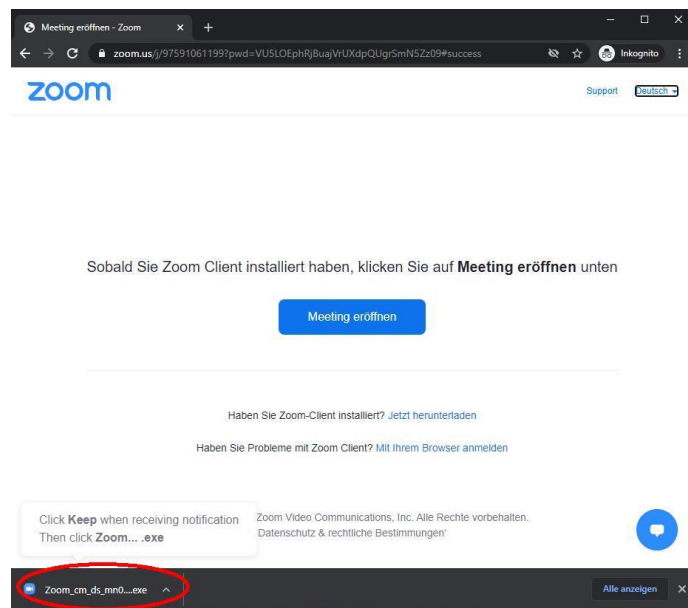 Meeting eröffnen - Zoom
zoom.us/j/97591061199?pwd=VU5LOEphRjBuajVrUXdpQUgrSmN5Zz09#success
Inkognito
zoom
Support Deutsch
Sobald Sie Zoom Client installiert haben, klicken Sie auf Meeting eröffnen unten
Meeting eröffnen
Haben Sie Zoom-Client installiert? Jetzt herunterladen
Haben Sie Probleme mit Zoom Client? Mit Ihrem Browser anmelden
Zoom Video Communications, Inc. Alle Rechte vorbehalten.
Datenschutz & rechtliche Bestimmungen'
Click Keep when receiving notification
Then click Zoom... .exe
Zoom_cm_ds_mn0....exe
Alle anzeigen